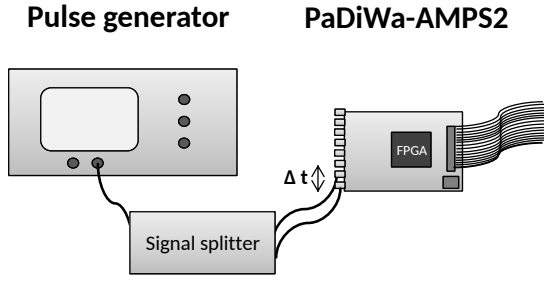 Pulse generator
PaDiWa-AMPS2
FPGA
Δ t
Signal splitter